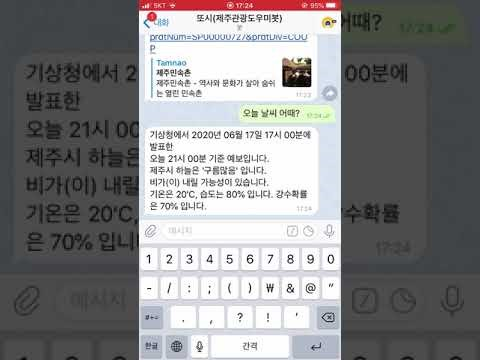 SKT
17:24
95%
1
대화
또시(제주관광도우미봇)
봇
prdtNum=SP00000727&prdtDiv=COUP
Tamnao
제주민속촌
제주민속촌 - 역사와 문화가 살아 숨쉬는 열린 민속촌
17:23
오늘 날씨 어때?
17:24
기상청에서 2020년 06월 17일 17시 00분에
발표한
오늘 21시 00분 기준 예보입니다.
제주시 하늘은 '구름많음' 입니다.
비가(이) 내릴 가능성이 있습니다.
기온은 20'C, 습도는 80% 입니다. 강수확률
은 70% 입니다.
17:24
메시지
1 2 3 4 5 6 7 8 9 0
- / : ; ( ) ₩ & @ "
#+= . , ? ! '
한글 간격